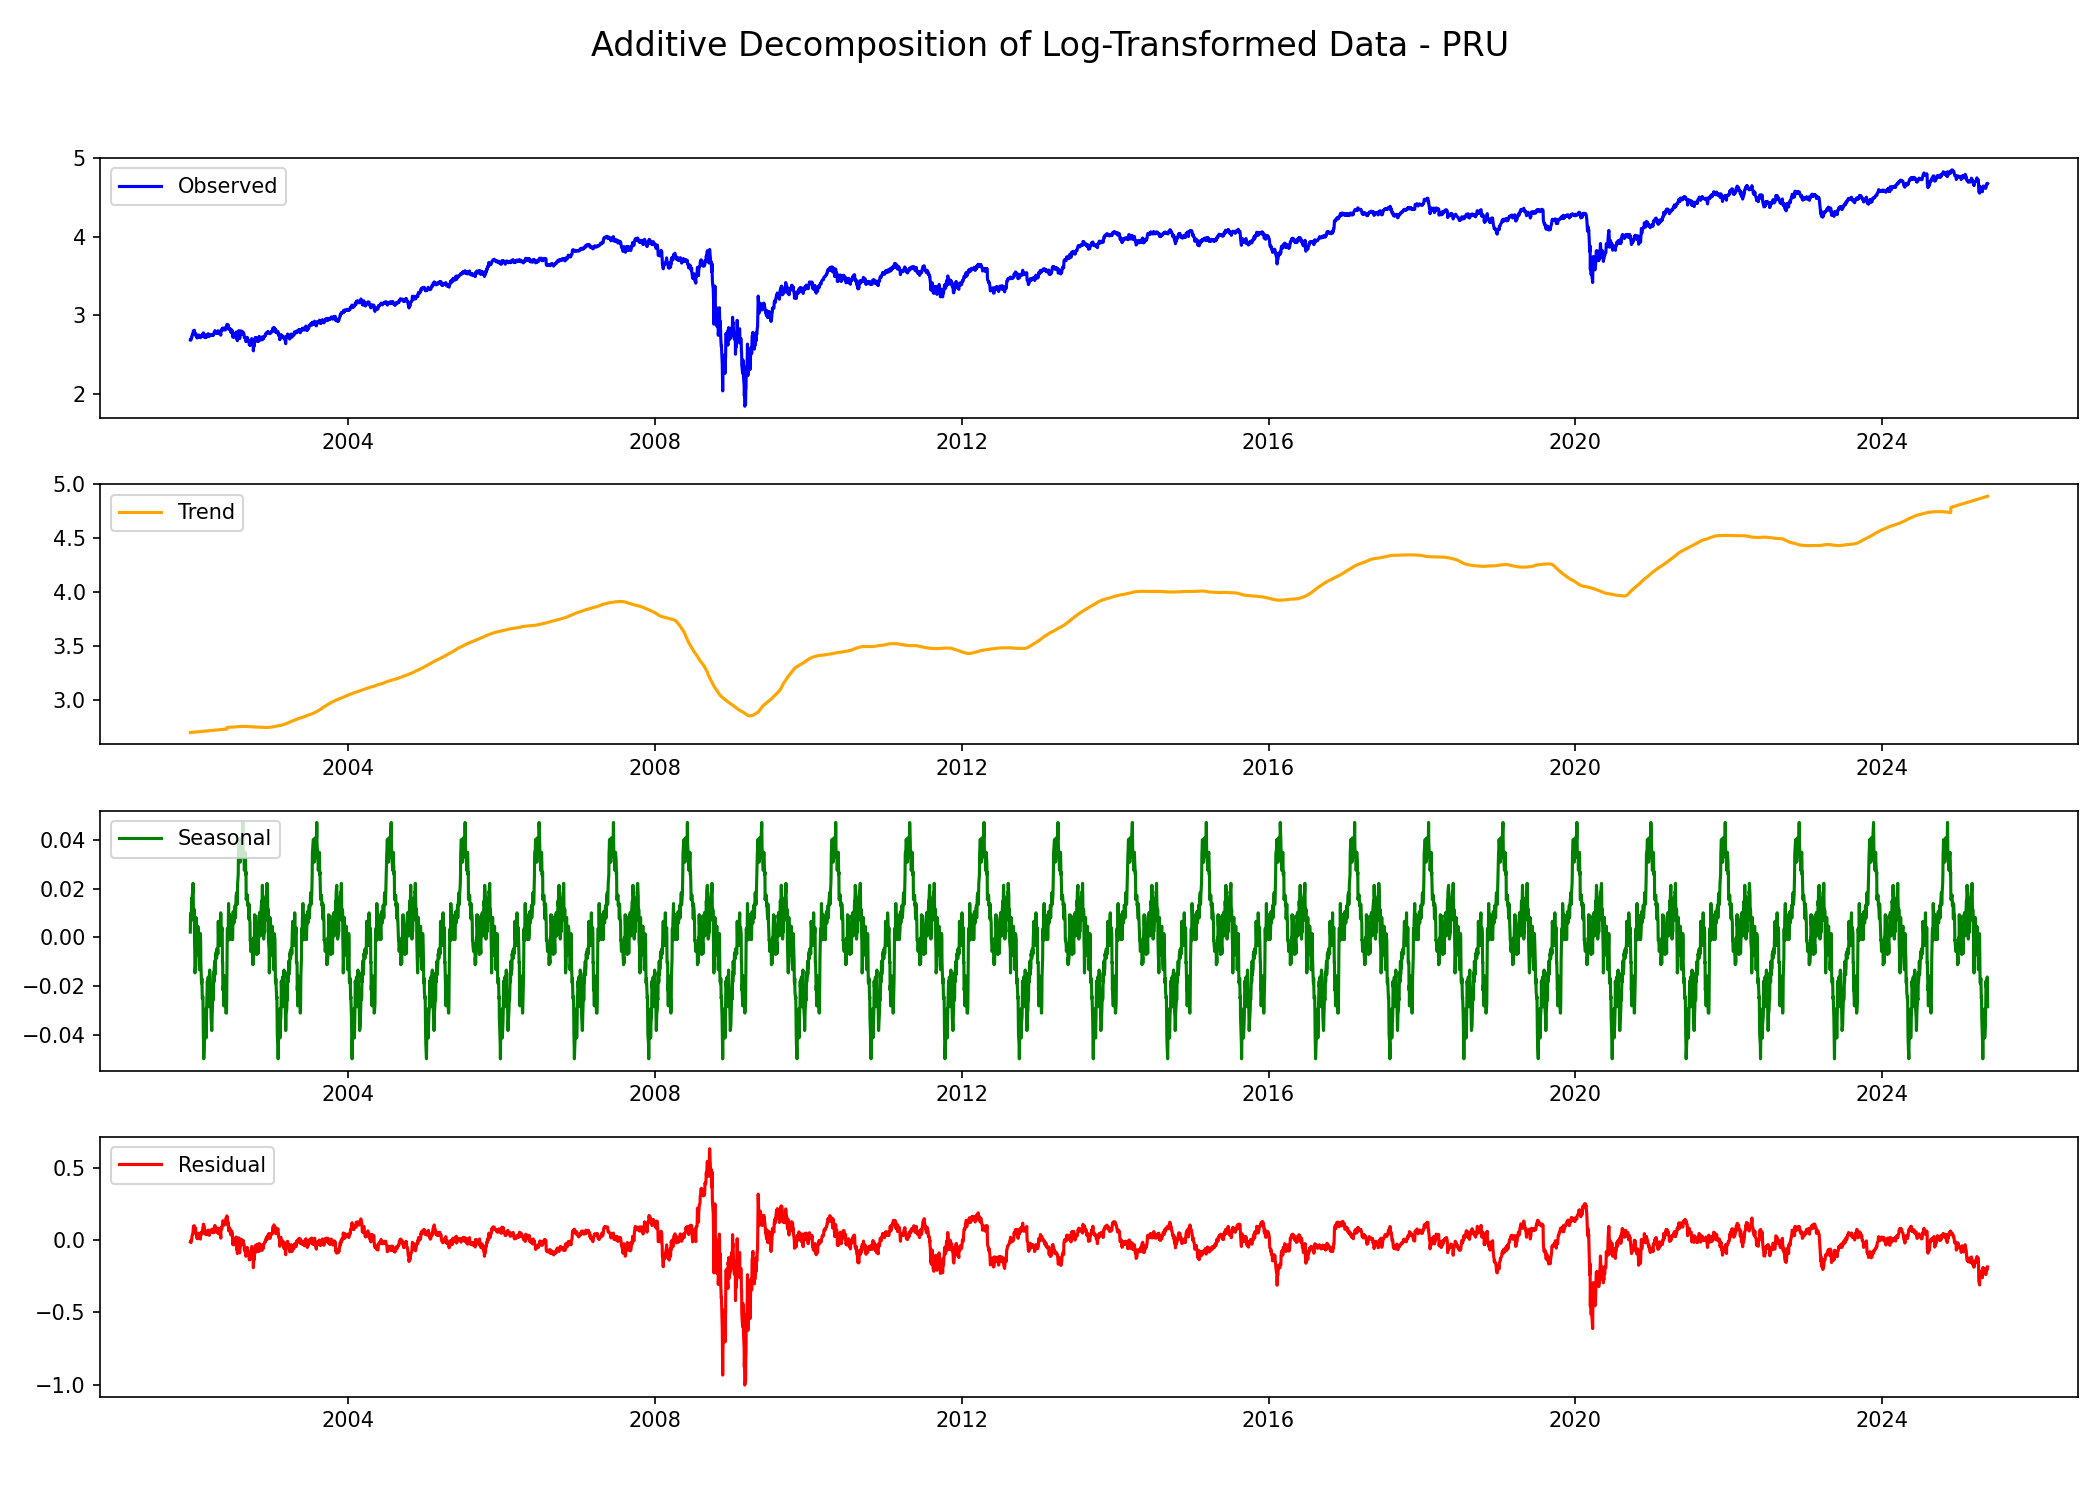 Additive Decomposition of Log-Transformed Data - PRU
5
4
3
2
Observed
2004 2008 2012 2016 2020 2024
5.0
4.5
4.0
3.5
3.0
Trend
2004 2008 2012 2016 2020 2024
0.04
0.02
0.00
−0.02
−0.04
Seasonal
2004 2008 2012 2016 2020 2024
0.5
0.0
−0.5
−1.0
Residual
2004 2008 2012 2016 2020 2024